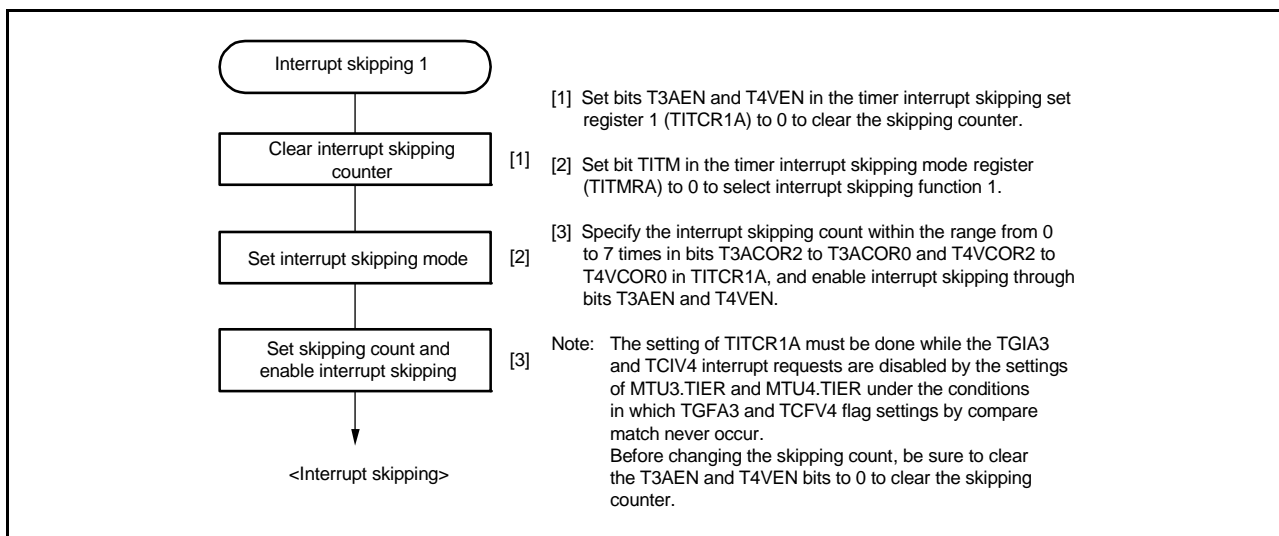 Interrupt skipping 1
Clear interrupt skipping
counter
[1]
Set interrupt skipping mode
[2]
Set skipping count and
enable interrupt skipping
[3]
<Interrupt skipping>
[1] Set bits T3AEN and T4VEN in the timer interrupt skipping set
register 1 (TITCR1A) to 0 to clear the skipping counter.
[2] Set bit TITM in the timer interrupt skipping mode register
(TITMRA) to 0 to select interrupt skipping function 1.
[3] Specify the interrupt skipping count within the range from 0
to 7 times in bits T3ACOR2 to T3ACOR0 and T4VCOR2 to
T4VCOR0 in TITCR1A, and enable interrupt skipping through
bits T3AEN and T4VEN.
Note: The setting of TITCR1A must be done while the TGIA3
and TCIV4 interrupt requests are disabled by the settings
of MTU3.TIER and MTU4.TIER under the conditions
in which TGFA3 and TCFV4 flag settings by compare
match never occur.
Before changing the skipping count, be sure to clear
the T3AEN and T4VEN bits to 0 to clear the skipping
counter.